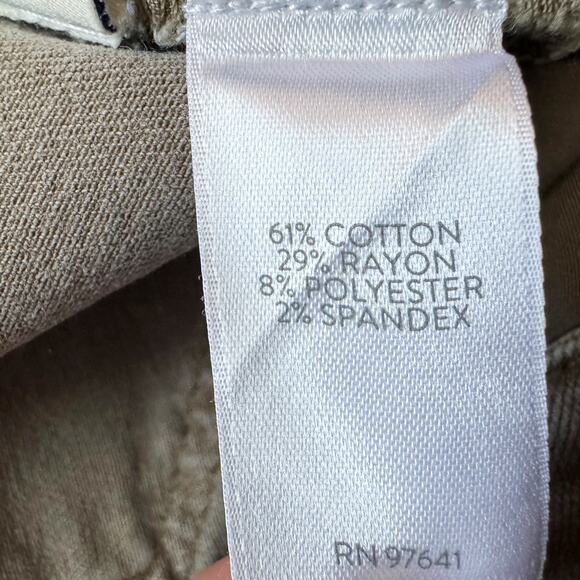 61% COTTON
29% RAYON
8% POLYESTER
2% SPANDEX
RN 97641